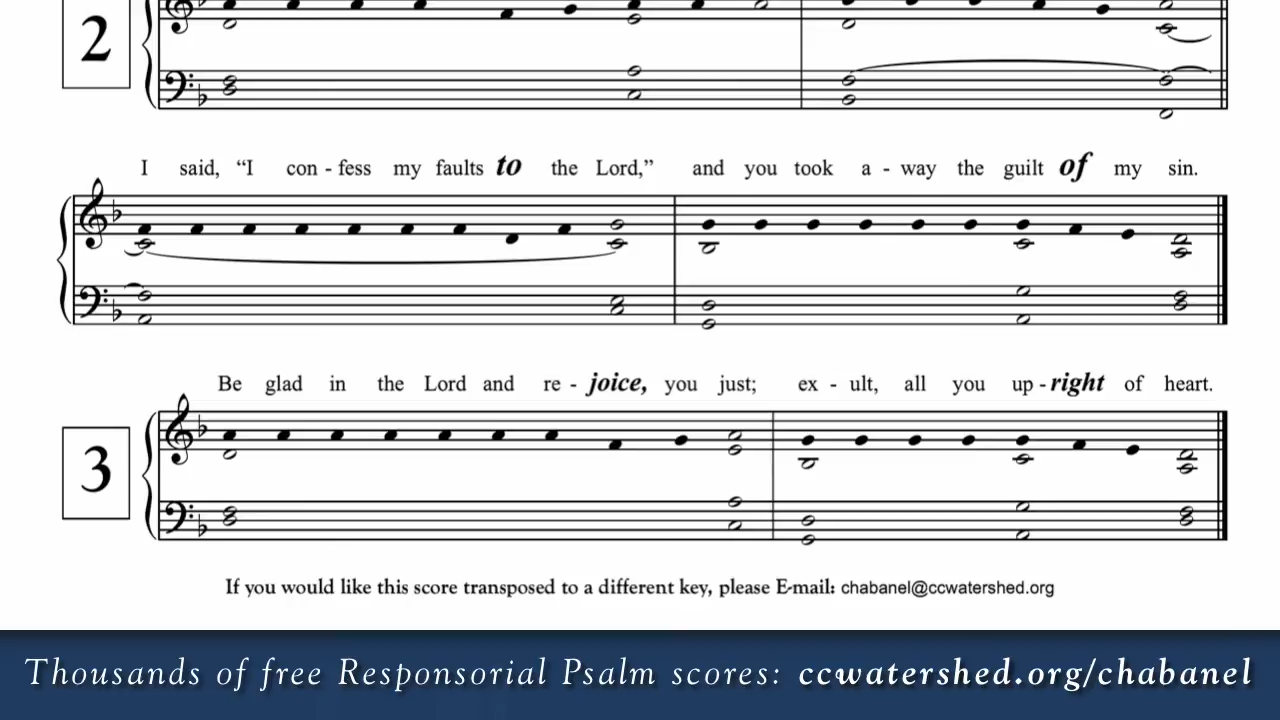 2
I said, “I con - fess my faults to the Lord,” and you took a - way the guilt of my sin.
Be glad in the Lord and re - joice, you just; ex - ult, all you up - right of heart.
3
If you would like this score transposed to a different key, please E-mail: chabanel@ccwatershed.org
Thousands of free Responsorial Psalm scores: ccwatershed.org/chabanel